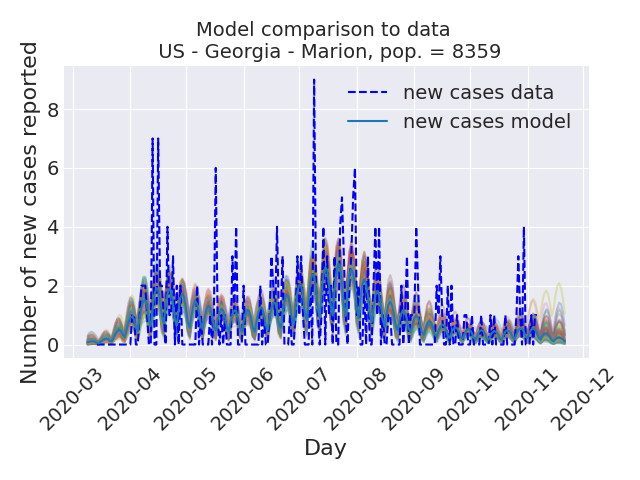 Model comparison to data
US - Georgia - Marion, pop. = 8359
new cases data
new cases model
Number of new cases reported
8
6
4
2
0
2020-03
2020-04
2020-05
2020-06
2020-07
2020-08
2020-09
2020-10
2020-11
2020-12
Day